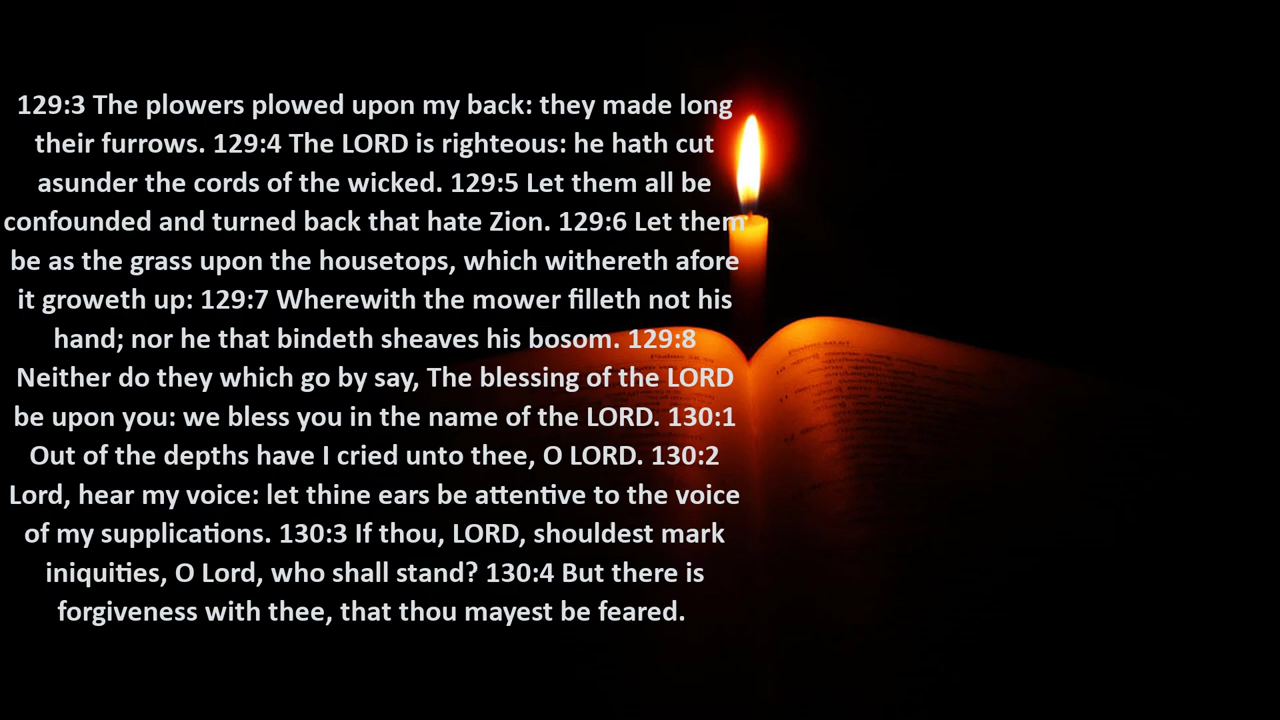 129:3 The plowers plowed upon my back: they made long
their furrows. 129:4 The LORD is righteous: he hath cut
asunder the cords of the wicked. 129:5 Let them all be
confounded and turned back that hate Zion. 129:6 Let them
be as the grass upon the housetops, which withereth afore
it groweth up: 129:7 Wherewith the mower filleth not his
hand; nor he that bindeth sheaves his bosom. 129:8
Neither do they which go by say, The blessing of the LORD
be upon you: we bless you in the name of the LORD. 130:1
Out of the depths have I cried unto thee, O LORD. 130:2
Lord, hear my voice: let thine ears be attentive to the voice
of my supplications. 130:3 If thou, LORD, shouldest mark
iniquities, O Lord, who shall stand? 130:4 But there is
forgiveness with thee, that thou mayest be feared.